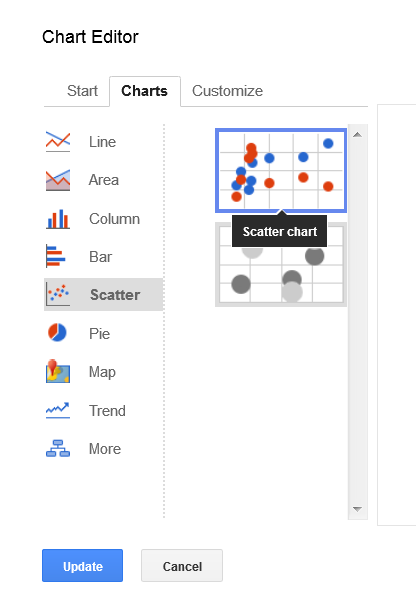 Chart Editor
Start Charts Customize
Line
Area
Column
Bar
Scatter
Pie
Map
Trend
More
Scatter chart
Update Cancel